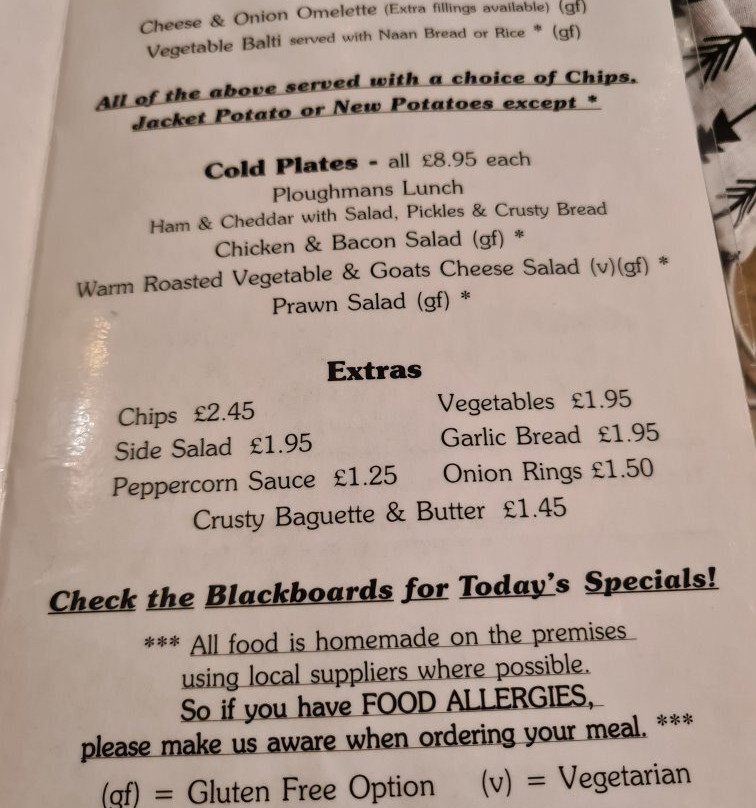 Cheese & Onion Omelette (Extra fillings available) (gf)
Vegetable Balti served with Naan Bread or Rice * (gf)
All of the above served with a choice of Chips,
Jacket Potato or New Potatoes except *
Cold Plates - all £8.95 each
Ploughmans Lunch
Ham & Cheddar with Salad, Pickles & Crusty Bread
Chicken & Bacon Salad (gf) *
Warm Roasted Vegetable & Goats Cheese Salad (v)(gf) *
Prawn Salad (gf) *
Extras
Chips £2.45 Vegetables £1.95
Side Salad £1.95 Garlic Bread £1.95
Peppercorn Sauce £1.25 Onion Rings £1.50
Crusty Baguette & Butter £1.45
Check the Blackboards for Today's Specials!
*** All food is homemade on the premises
using local suppliers where possible.
So if you have FOOD ALLERGIES,
please make us aware when ordering your meal. ***
(gf) = Gluten Free Option (v) = Vegetarian